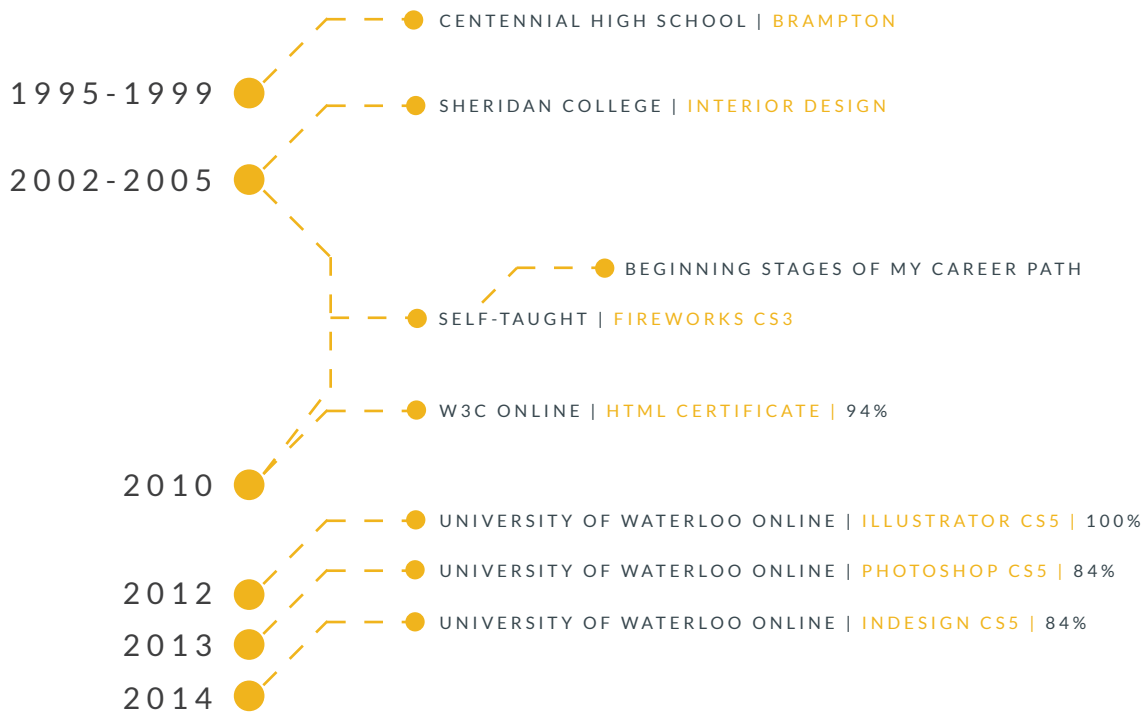 CENTENNIAL HIGH SCHOOL | BRAMPTON
1995-1999
SHERIDAN COLLEGE | INTERIOR DESIGN
2002-2005
BEGINNING STAGES OF MY CAREER PATH
SELF-TAUGHT | FIREWORKS CS3
W3C ONLINE | HTML CERTIFICATE | 94%
2010
UNIVERSITY OF WATERLOO ONLINE | ILLUSTRATOR CS5 | 100%
2012
UNIVERSITY OF WATERLOO ONLINE | PHOTOSHOP CS5 | 84%
2013
UNIVERSITY OF WATERLOO ONLINE | INDESIGN CS5 | 84%
2014